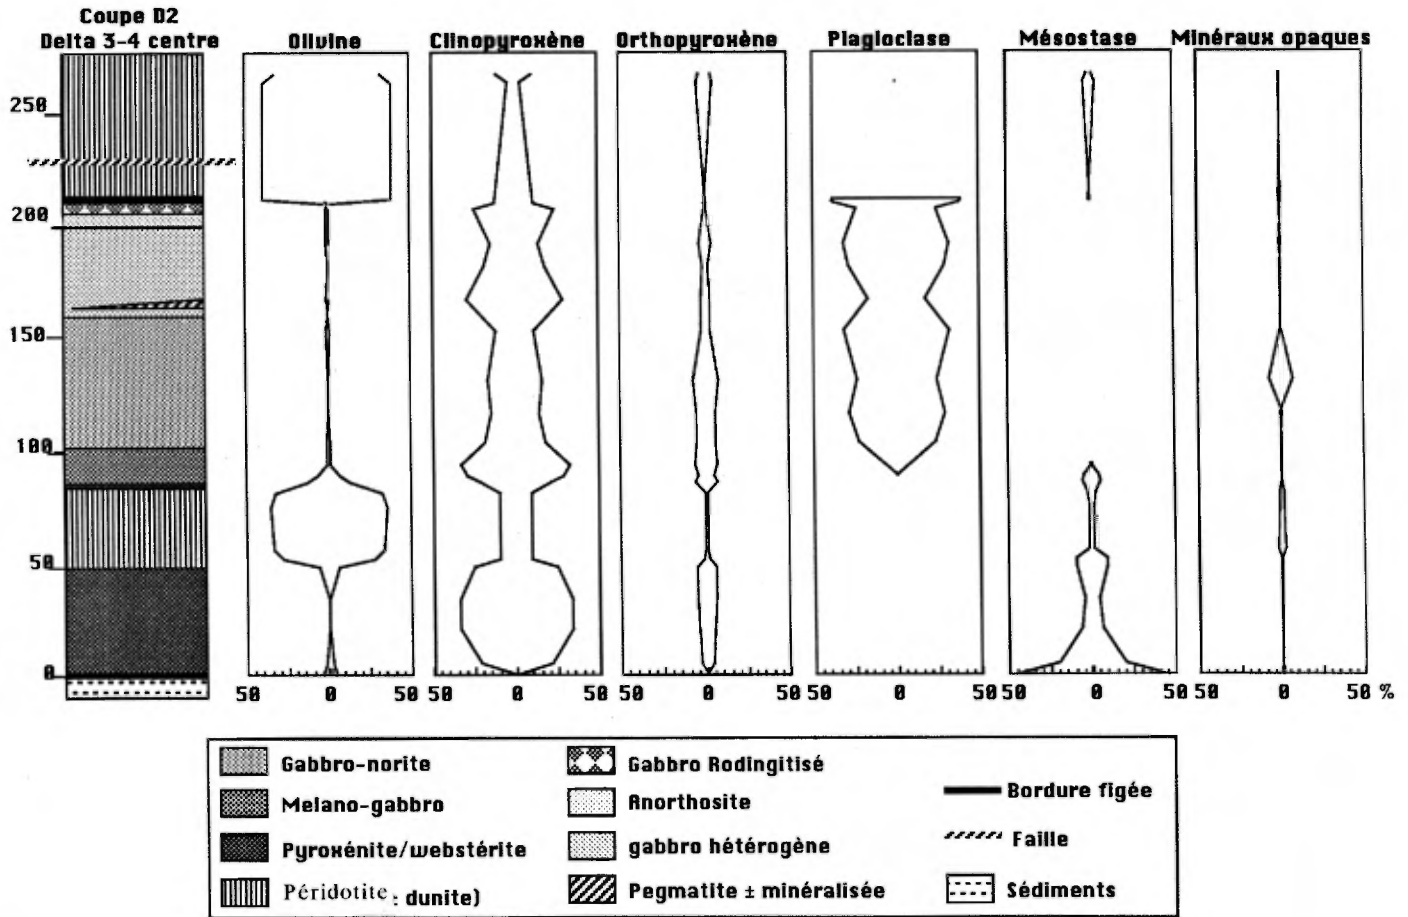 Coupe D2
Delta 3-4 centre
Olivine
Clinopyroxène
Orthopyroxène
Plagioclase
Mésostase
Minéraux opaques
250
200
150
100
50
0
50 0 50
50 0 50
50 0 50
50 0 50
50 0 50
50 0 50 %
Gabbro-norite
Melano-gabbro
Pyroxénite/webstérite
Péridotite : dunite)
Gabbro Rodingitisé
Anorthosite
gabbro hétérogène
Pegmatite ± minéralisée
Bordure figée
Faille
Sédiments